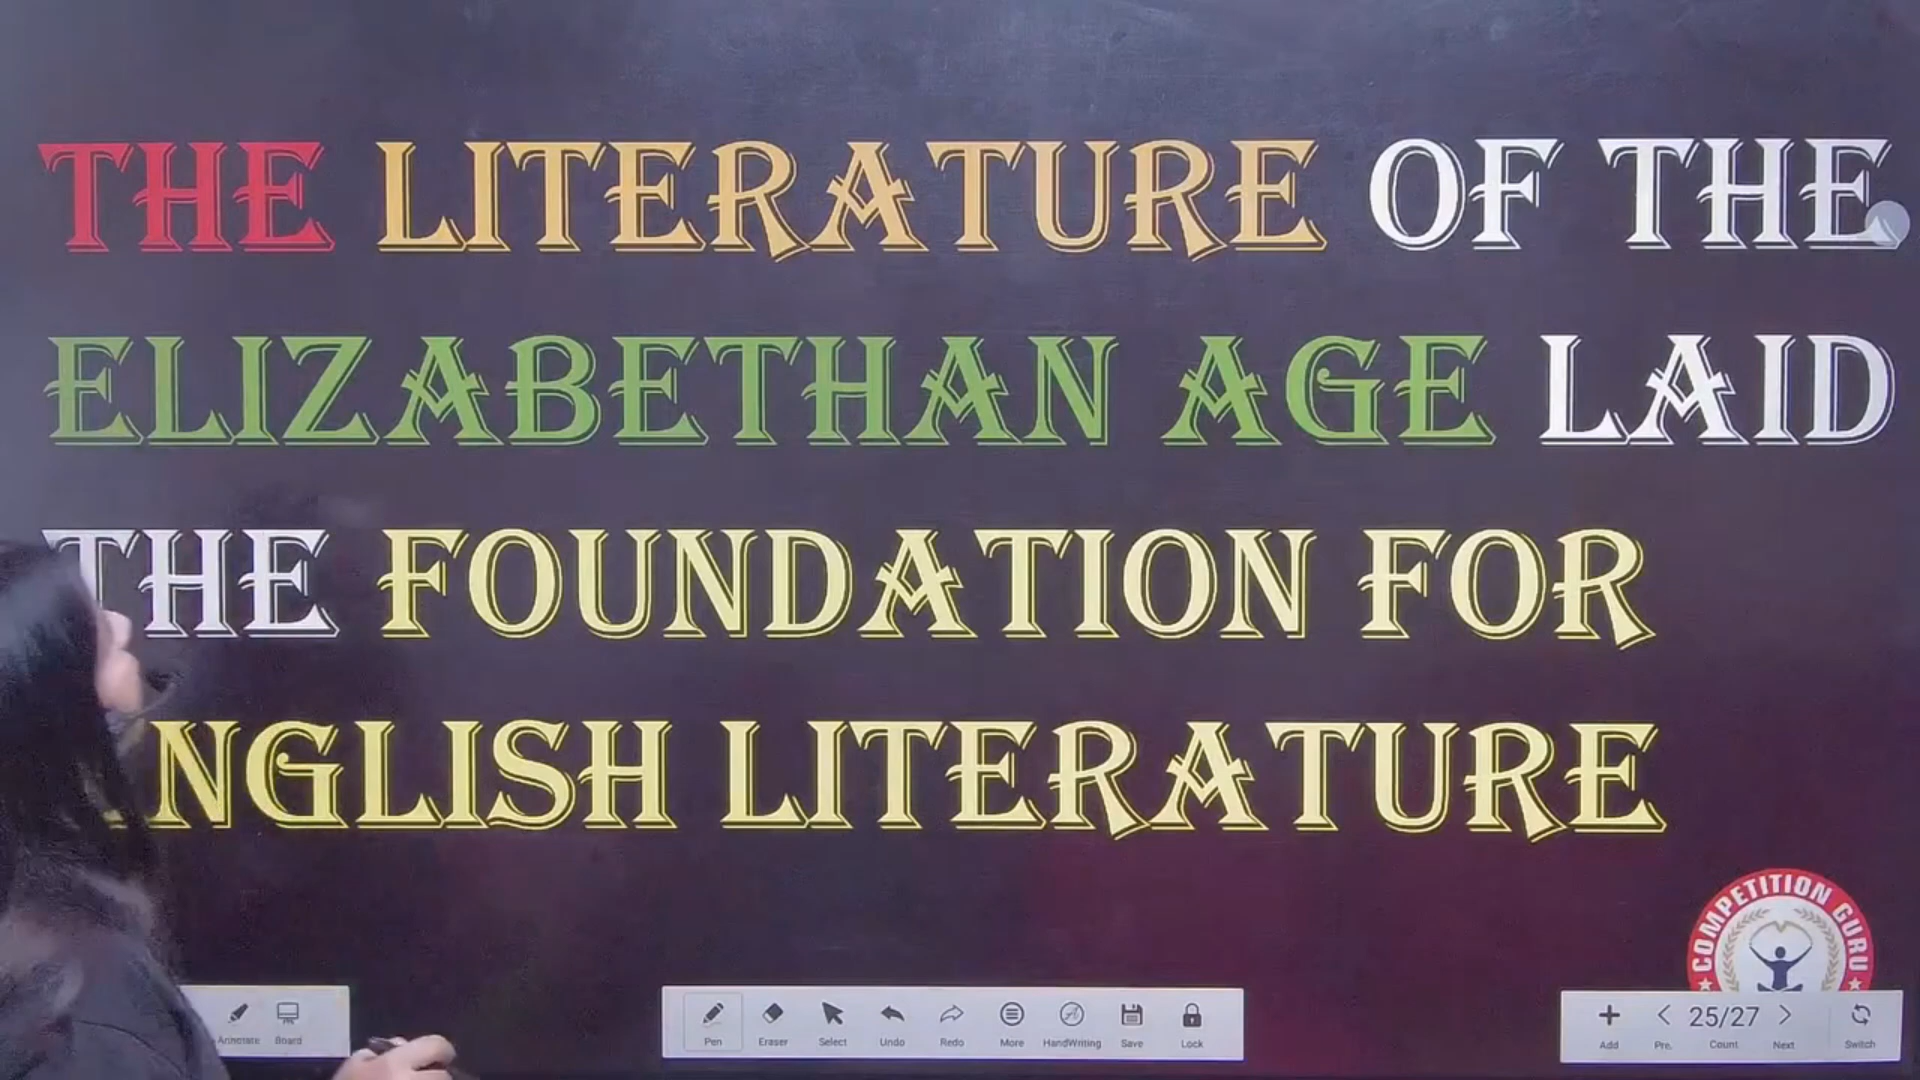 THE LITERATURE OF THE
ELIZABETHAN AGE LAID
THE FOUNDATION FOR
ENGLISH LITERATURE
COMPETITION GURU
Annotate Board
Pen Eraser Select Undo Redo More HandWriting Save Lock
25/27
Add Pre. Count Next Switch